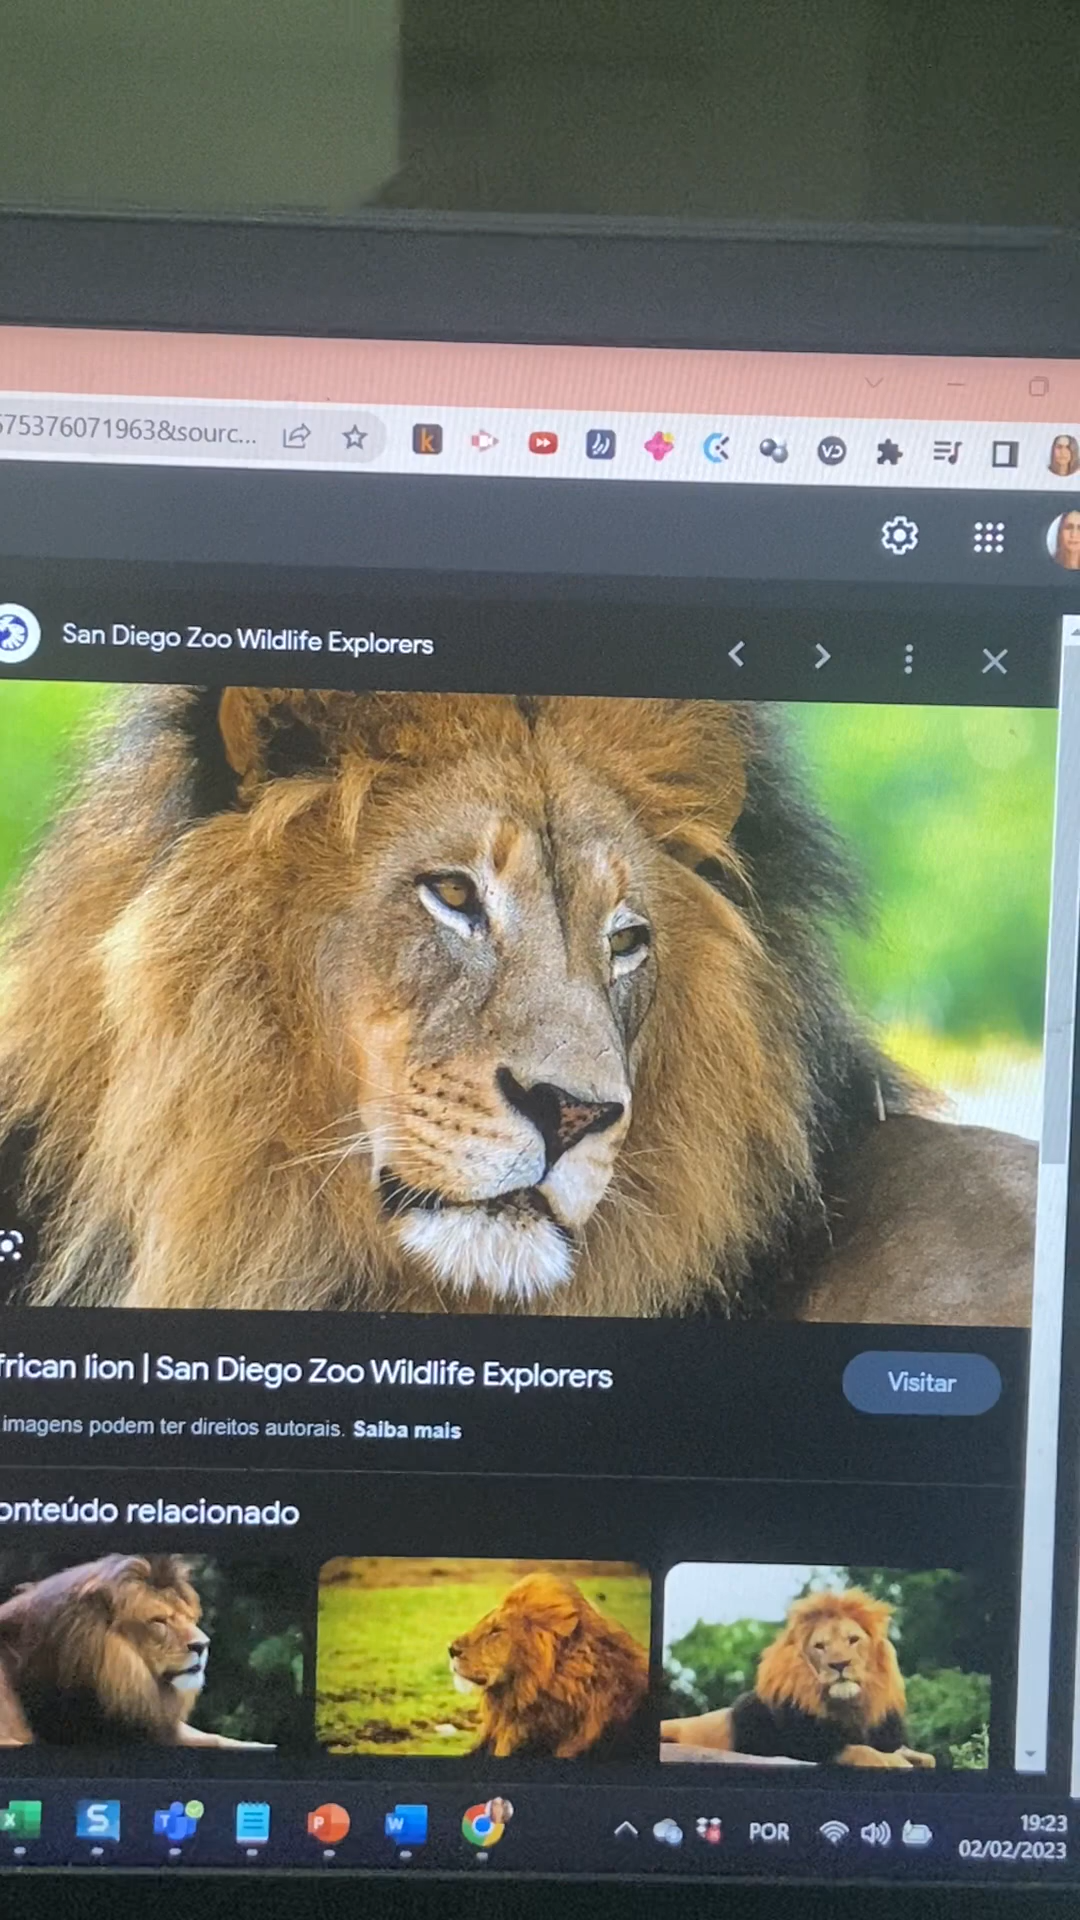 575376071963&sourc...
San Diego Zoo Wildlife Explorers
frican lion | San Diego Zoo Wildlife Explorers
Visitar
imagens podem ter direitos autorais. Saiba mais
onteúdo relacionado
POR
19:23
02/02/2023